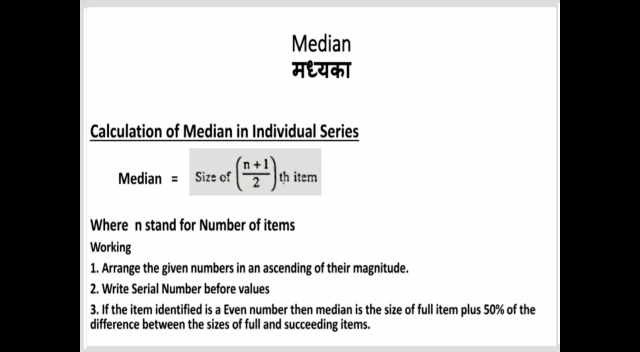 Median
मध्यका
Calculation of Median in Individual Series
Median = Size of (n + 1 / 2) th item
Where n stand for Number of items
Working
1. Arrange the given numbers in an ascending of their magnitude.
2. Write Serial Number before values
3. If the item identified is a Even number then median is the size of full item plus 50% of the
difference between the sizes of full and succeeding items.